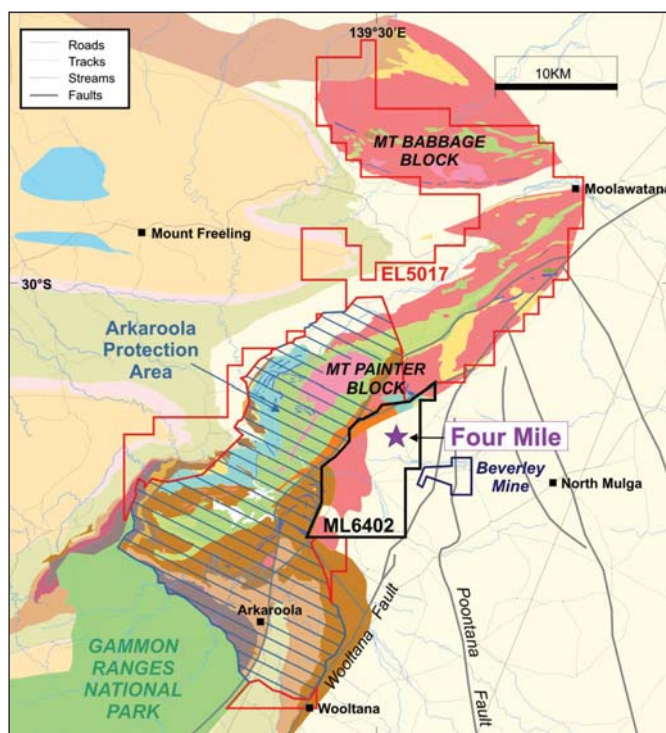 139°30'E
Roads
Tracks
Streams
Faults
10KM
MT BABBAGE
BLOCK
Moolawatana
Mount Freeling
EL5017
30°S
Arkaroola
Protection
Area
MT PAINTER
BLOCK
Four Mile
Beverley
Mine
North Mulga
ML6402
Arkaroola
Wooltana Fault
Poontana
Fault
GAMMON
RANGES
NATIONAL
PARK
Wooltana